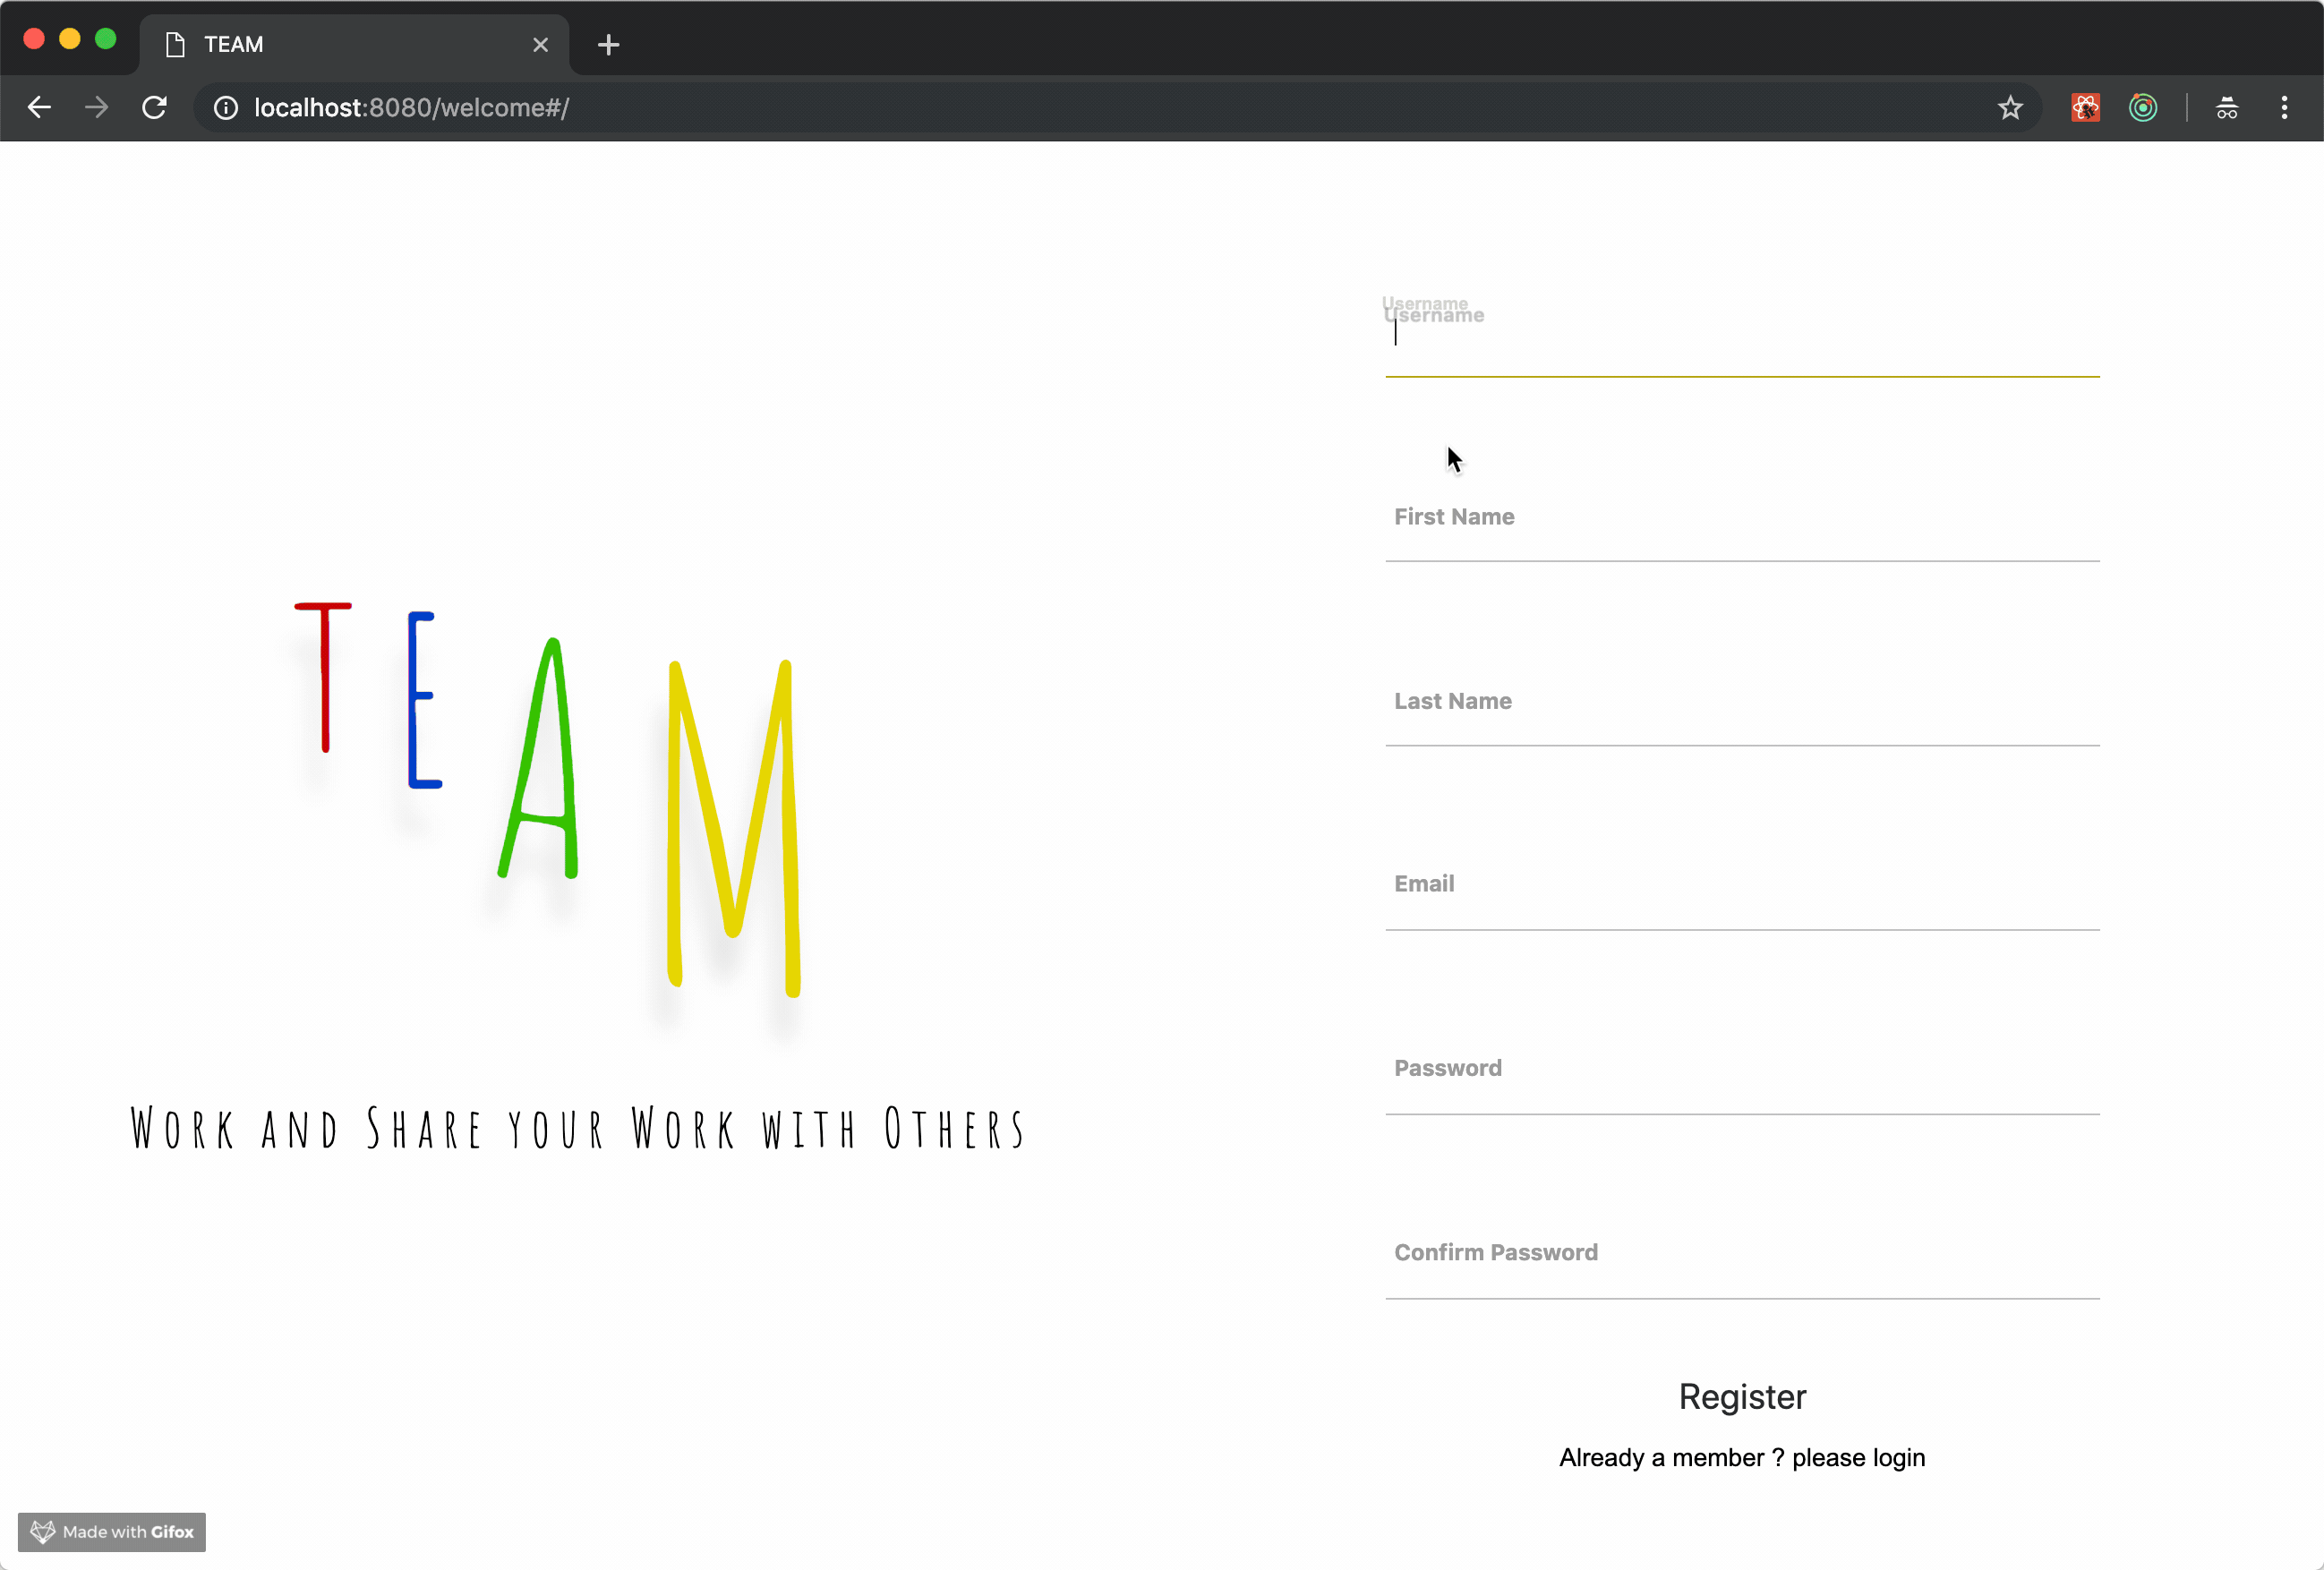 TEAM
localhost:8080/welcome#/
Username
Username
First Name
Last Name
Email
Password
Confirm Password
Register
Already a member ? please login
TEAM
Work and Share your Work with Others
Made with Gifox